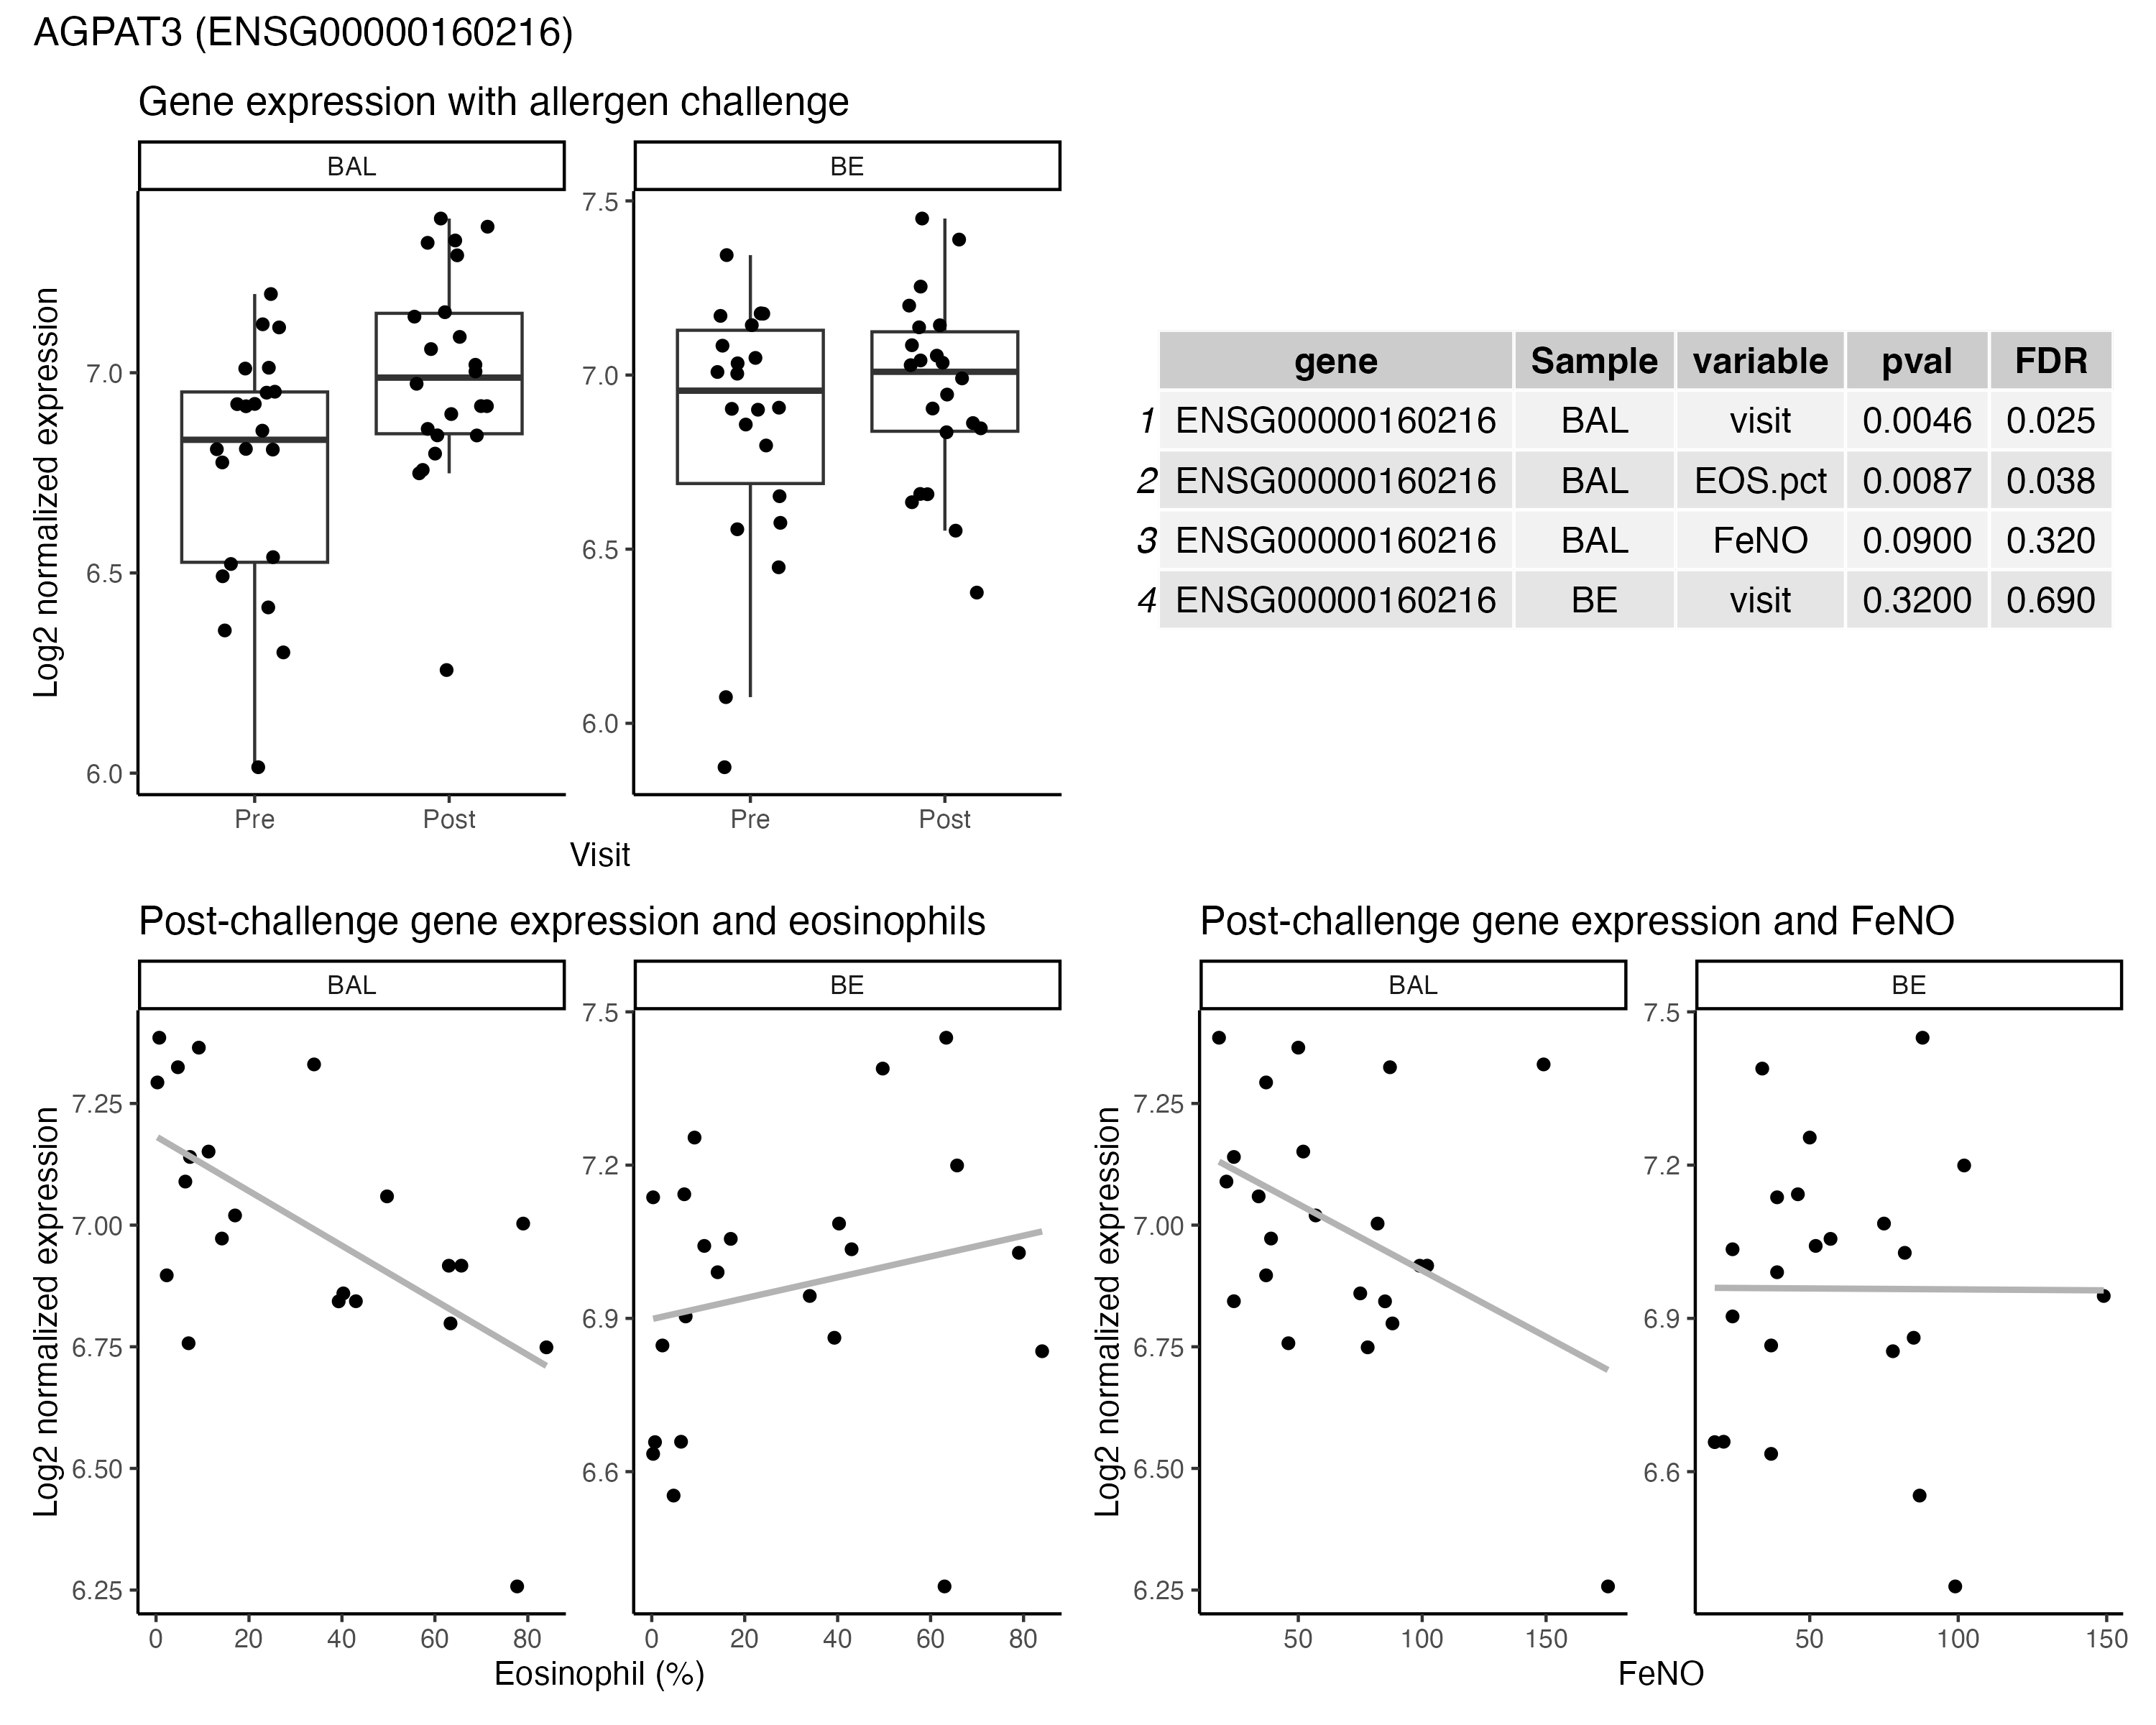 AGPAT3 (ENSG00000160216)
Gene expression with allergen challenge
BAL BE
Log2 normalized expression
7.0
6.5
6.0
7.5
7.0
6.5
6.0
Pre Post Pre Post
Visit
gene Sample variable pval FDR
1 ENSG00000160216 BAL visit 0.0046 0.025
2 ENSG00000160216 BAL EOS.pct 0.0087 0.038
3 ENSG00000160216 BAL FeNO 0.0900 0.320
4 ENSG00000160216 BE visit 0.3200 0.690
Post-challenge gene expression and eosinophils
BAL BE
Log2 normalized expression
7.25
7.00
6.75
6.50
6.25
7.5
7.2
6.9
6.6
0 20 40 60 80 0 20 40 60 80
Eosinophil (%)
Post-challenge gene expression and FeNO
BAL BE
Log2 normalized expression
7.25
7.00
6.75
6.50
6.25
7.5
7.2
6.9
6.6
50 100 150 50 100 150
FeNO